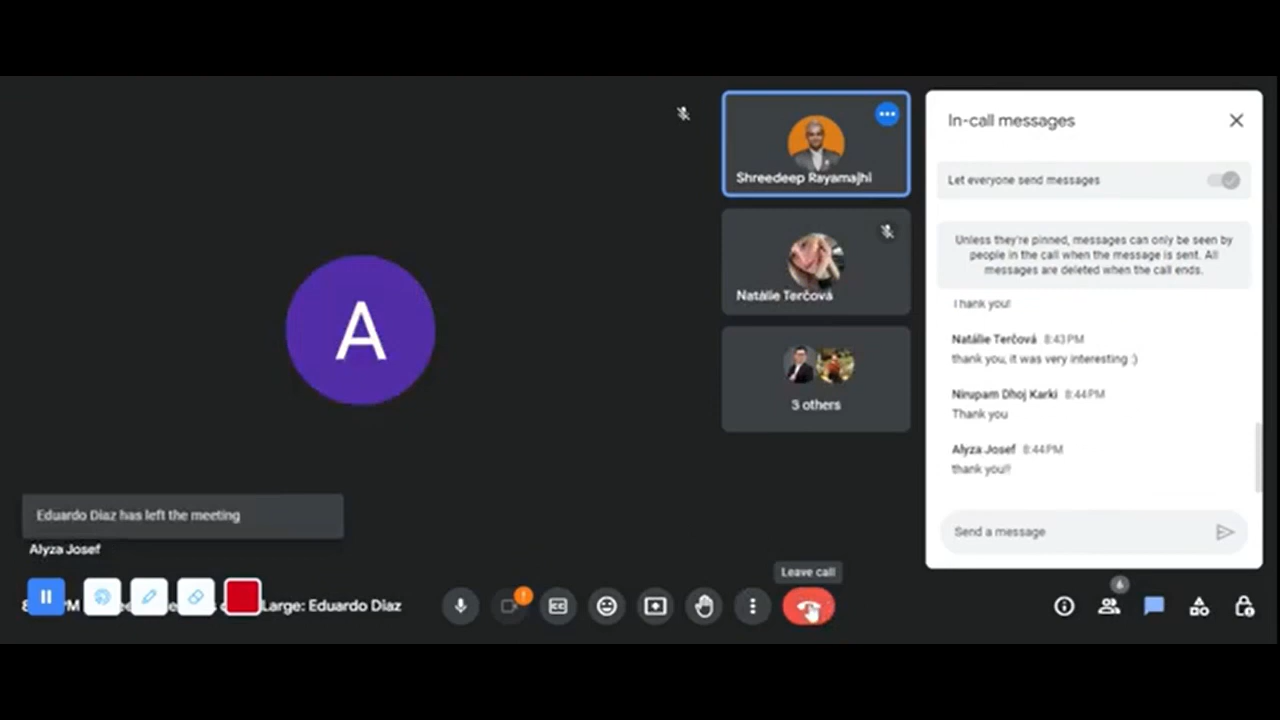 A
Eduardo Diaz has left the meeting
Alyza Josef
Large: Eduardo Diaz
Shreedeep Rayamajhi
Natálie Terčová
3 others
Leave call
In-call messages
Let everyone send messages
Unless they're pinned, messages can only be seen by
people in the call when the message is sent. All
messages are deleted when the call ends.
Thank you!
Natálie Terčová 8:43 PM
thank you, it was very interesting :)
Nirupam Dhoj Karki 8:44 PM
Thank you
Alyza Josef 8:44 PM
thank you!!
Send a message
CC
6